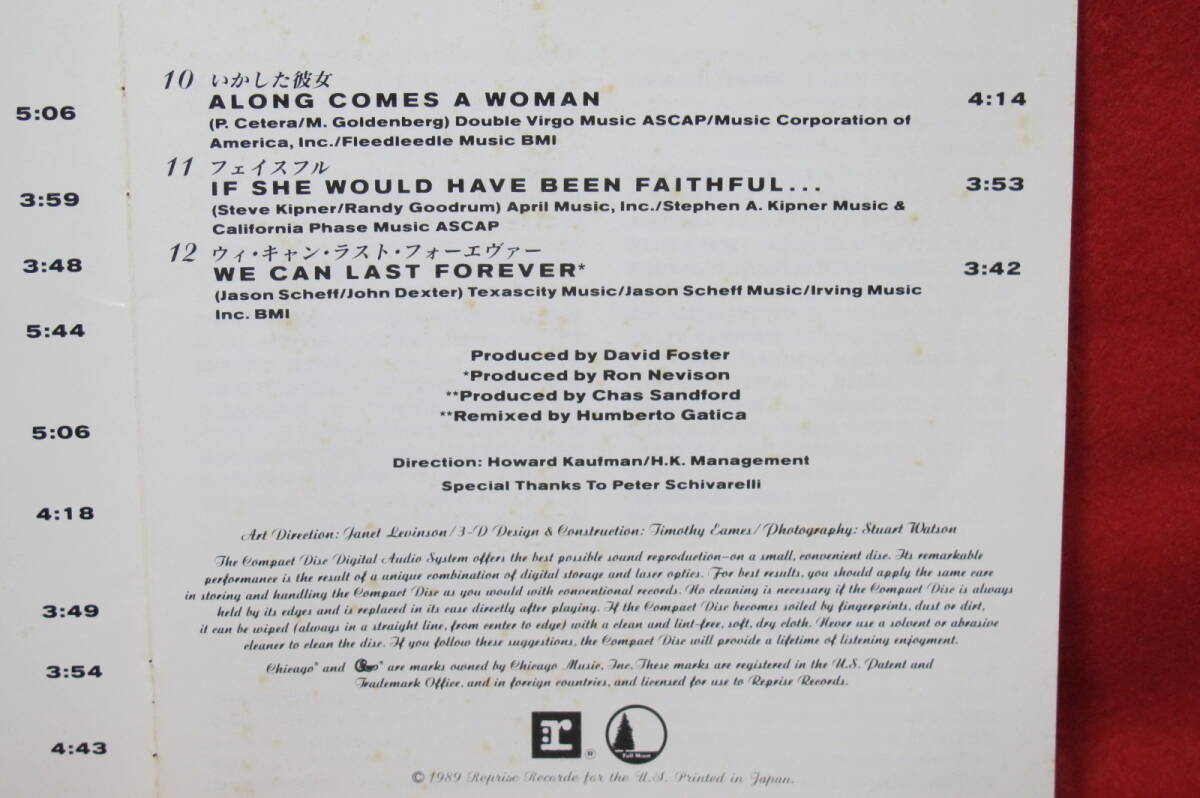 5:06
3:59
3:48
5:44
5:06
4:18
3:49
3:54
4:43
10 いかした彼女
ALONG COMES A WOMAN 4:14
(P. Cetera/M. Goldenberg) Double Virgo Music ASCAP/Music Corporation of
America, Inc./Fleedleedle Music BMI
11 フェイスフル
IF SHE WOULD HAVE BEEN FAITHFUL... 3:53
(Steve Kipner/Randy Goodrum) April Music, Inc./Stephen A. Kipner Music &
California Phase Music ASCAP
12 ウィ・キャン・ラスト・フォーエヴァー
WE CAN LAST FOREVER* 3:42
(Jason Scheff/John Dexter) Texascity Music/Jason Scheff Music/Irving Music
Inc. BMI
Produced by David Foster
*Produced by Ron Nevison
**Produced by Chas Sandford
**Remixed by Humberto Gatica
Direction: Howard Kaufman/H.K. Management
Special Thanks To Peter Schivarelli
Art Direction: Janet Levinson/3-D Design & Construction: Timothy Eames/Photography: Stuart Watson
The Compact Disc Digital Audio System offers the best possible sound reproduction—on a small, convenient disc. Its remarkable
performance is the result of a unique combination of digital storage and laser optics. For best results, you should apply the same care
in storing and handling the Compact Disc as you would with conventional records. No cleaning is necessary if the Compact Disc is always
held by its edges and is replaced in its case directly after playing. If the Compact Disc becomes soiled by fingerprints, dust or dirt,
it can be wiped (always in a straight line, from center to edge) with a clean and lint-free, soft, dry cloth. Never use a solvent or abrasive
cleaner to clean the disc. If you follow these suggestions, the Compact Disc will provide a lifetime of listening enjoyment.
Chicago® and ® are marks owned by Chicago Music, Inc. These marks are registered in the U.S. Patent and
Trademark Office, and in foreign countries, and licensed for use to Reprise Records.
r ® Full Moon
© 1989 Reprise Records for the U.S. Printed in Japan.